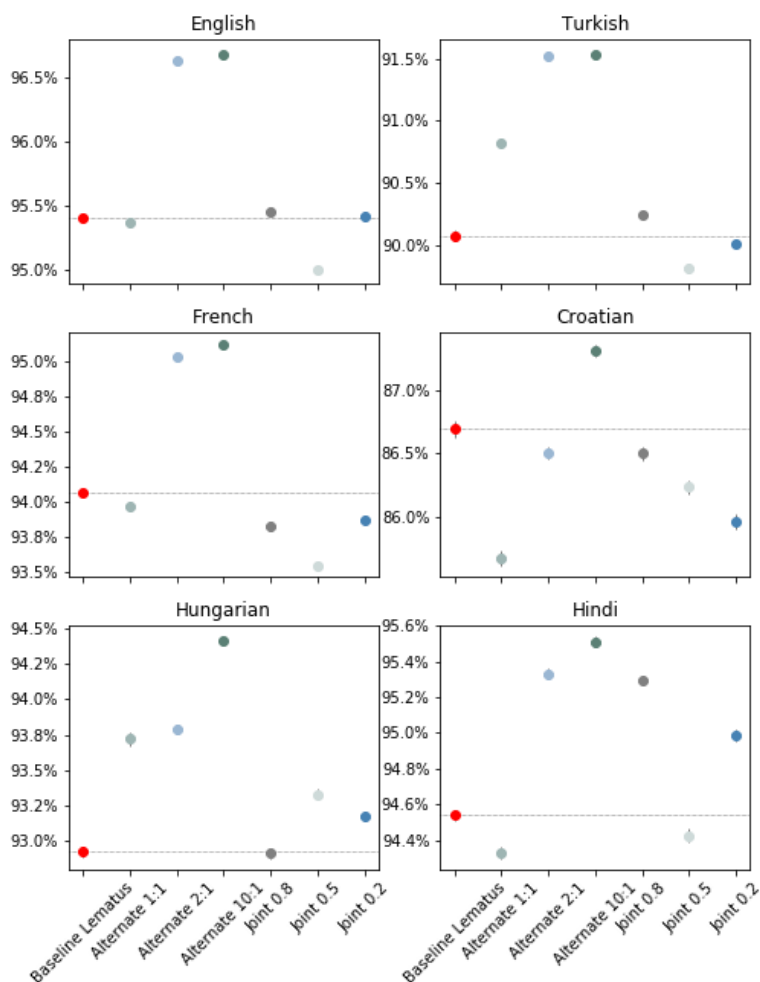 English
96.5%
96.0%
95.5%
95.0%
Turkish
91.5%
91.0%
90.5%
90.0%
French
95.0%
94.8%
94.5%
94.2%
94.0%
93.8%
93.5%
Croatian
87.0%
86.5%
86.0%
Hungarian
94.5%
94.2%
94.0%
93.8%
93.5%
93.2%
93.0%
Hindi
95.6%
95.4%
95.2%
95.0%
94.8%
94.6%
94.4%
Baseline Lematus
Alternate 1:1
Alternate 2:1
Alternate 10:1
Joint 0.8
Joint 0.5
Joint 0.2
Baseline Lematus
Alternate 1:1
Alternate 2:1
Alternate 10:1
Joint 0.8
Joint 0.5
Joint 0.2